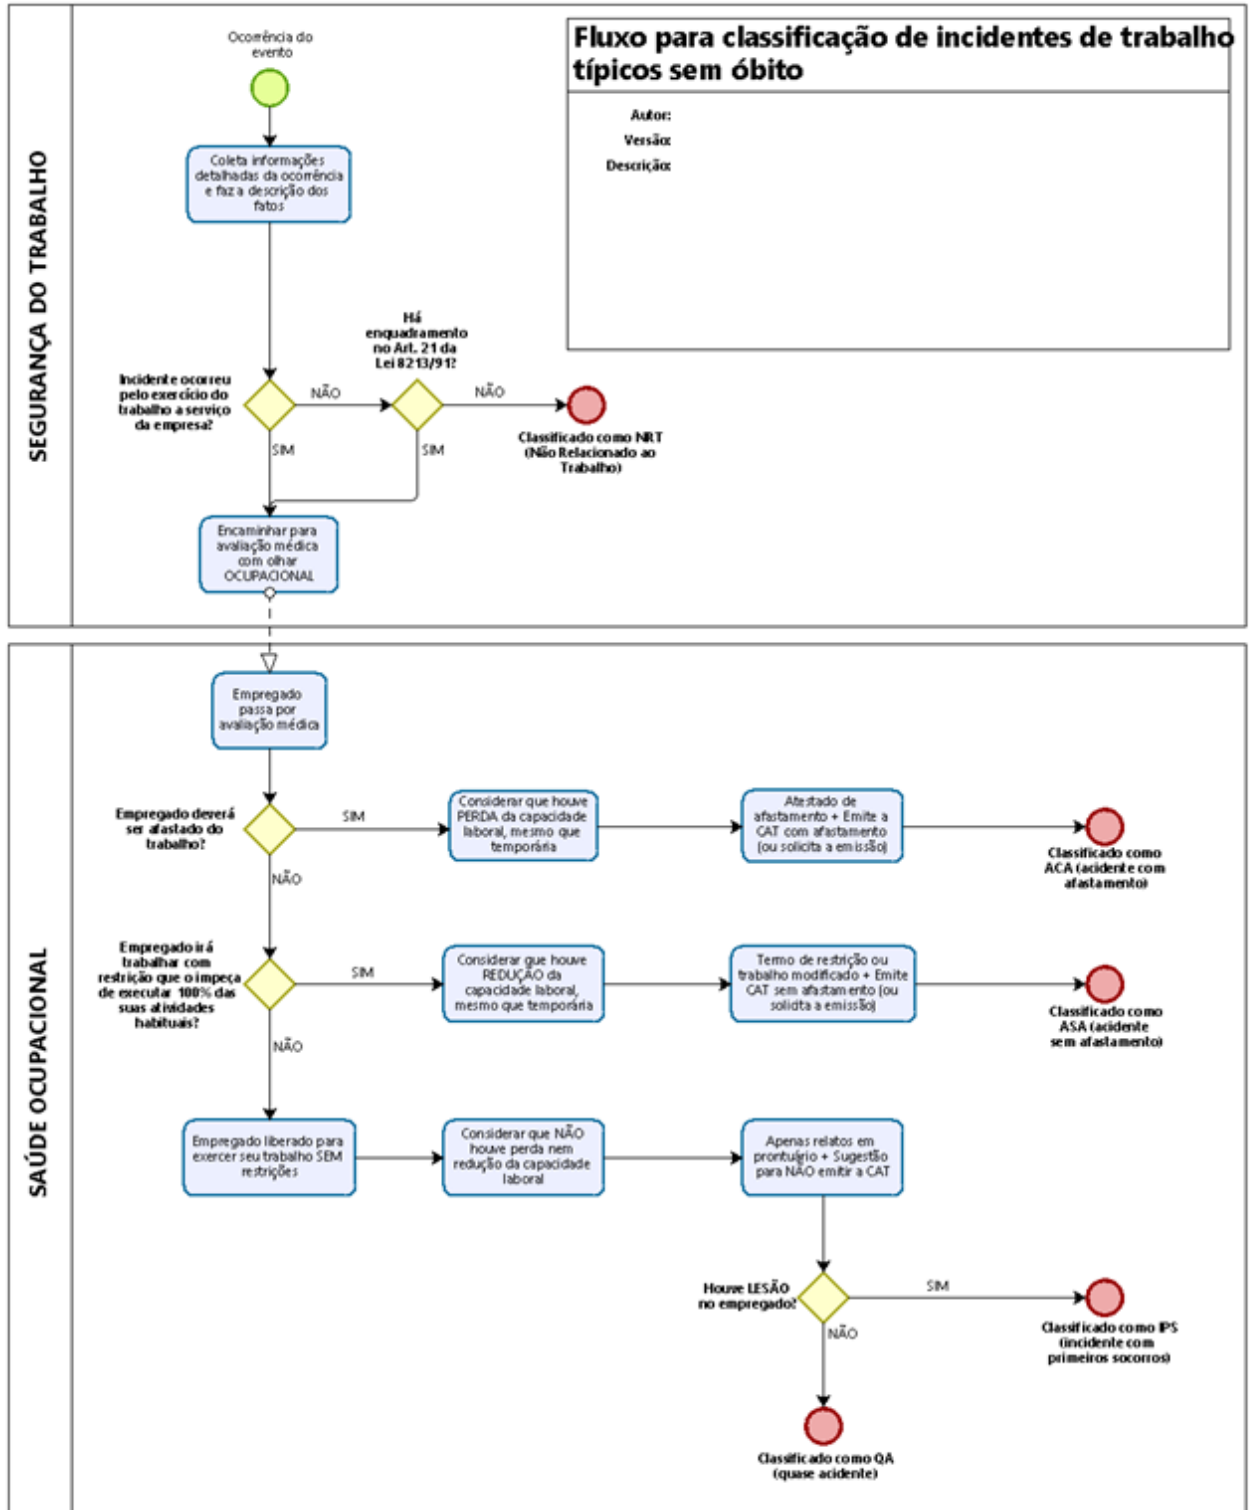 Fluxo para classificação de incidentes de trabalho
típicos sem óbito
Autor:
Versão:
Descrição:
SEGURANÇA DO TRABALHO
Ocorrência do
evento
Coleta informações
detalhadas da ocorrência
e faz a descrição dos
fatos
Incidente ocorreu
pelo exercício do
trabalho a serviço
da empresa?
NÃO
SIM
Há
enquadramento
no Art. 21 da
Lei 8213/91?
NÃO
SIM
Classificado como NRT
(Não Relacionado ao
Trabalho)
Encaminhar para
avaliação médica
com olhar
OCUPACIONAL
SAÚDE OCUPACIONAL
Empregado
passa por
avaliação médica
Empregado deverá
ser afastado do
trabalho?
SIM
NÃO
Considerar que houve
PERDA da capacidade
laboral, mesmo que
temporária
Atestado de
afastamento + Emite a
CAT com afastamento
(ou solicita a emissão)
Classificado como
ACA (acidente com
afastamento)
Empregado irá
trabalhar com
restrição que o impeça
de executar 100% das
suas atividades
habituais?
SIM
NÃO
Considerar que houve
REDUÇÃO da
capacidade laboral,
mesmo que temporária
Termo de restrição ou
trabalho modificado + Emite
CAT sem afastamento (ou
solicita a emissão)
Classificado como
ASA (acidente
sem afastamento)
Empregado liberado para
exercer seu trabalho SEM
restrições
Considerar que NÃO
houve perda nem
redução da capacidade
laboral
Apenas relatos em
prontuário + Sugestão
para NÃO emitir a CAT
Houve LESÃO
no empregado?
SIM
NÃO
Classificado como IPS
(incidente com
primeiros socorros)
Classificado como QA
(quase acidente)